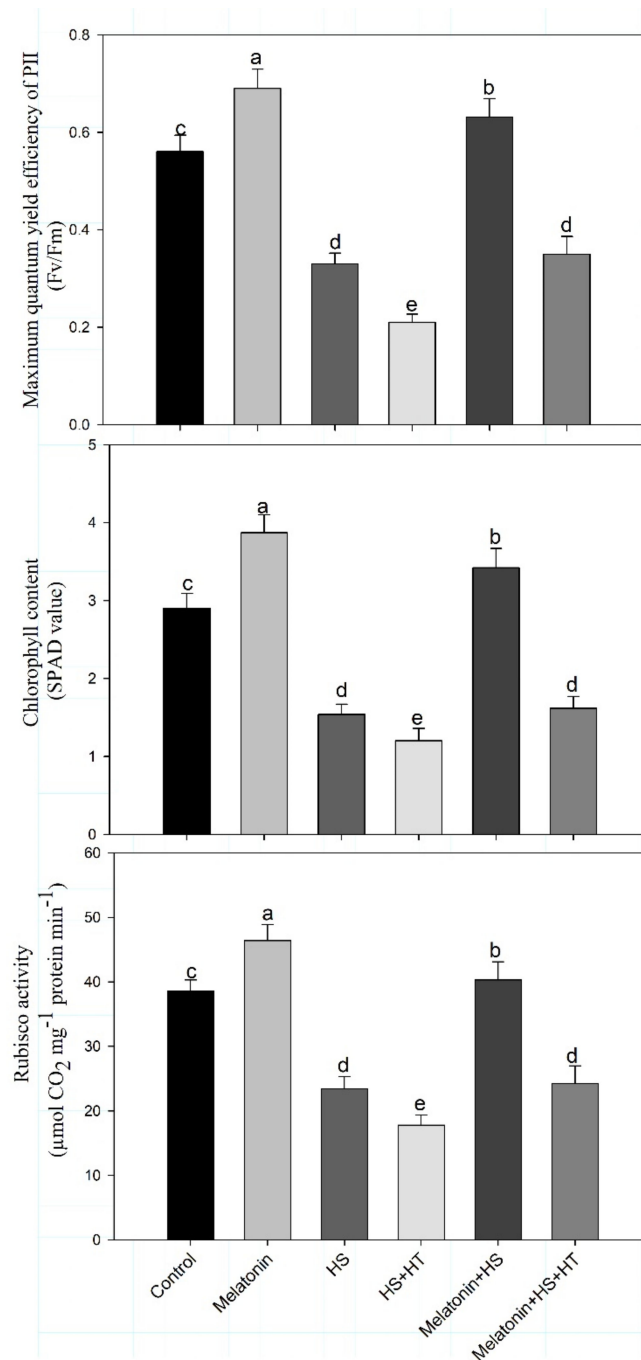 Maximum quantum yield efficiency of PII
(Fv/Fm)
0.8
0.6
0.4
0.2
0.0
c
a
d
e
b
d
Chlorophyll content
(SPAD value)
5
4
3
2
1
0
c
a
d
e
b
d
Rubisco activity
(µmol CO2 mg-1 protein min-1)
60
50
40
30
20
10
0
c
a
d
e
b
d
Control
Melatonin
HS
HS+HT
Melatonin+HS
Melatonin+HS+HT